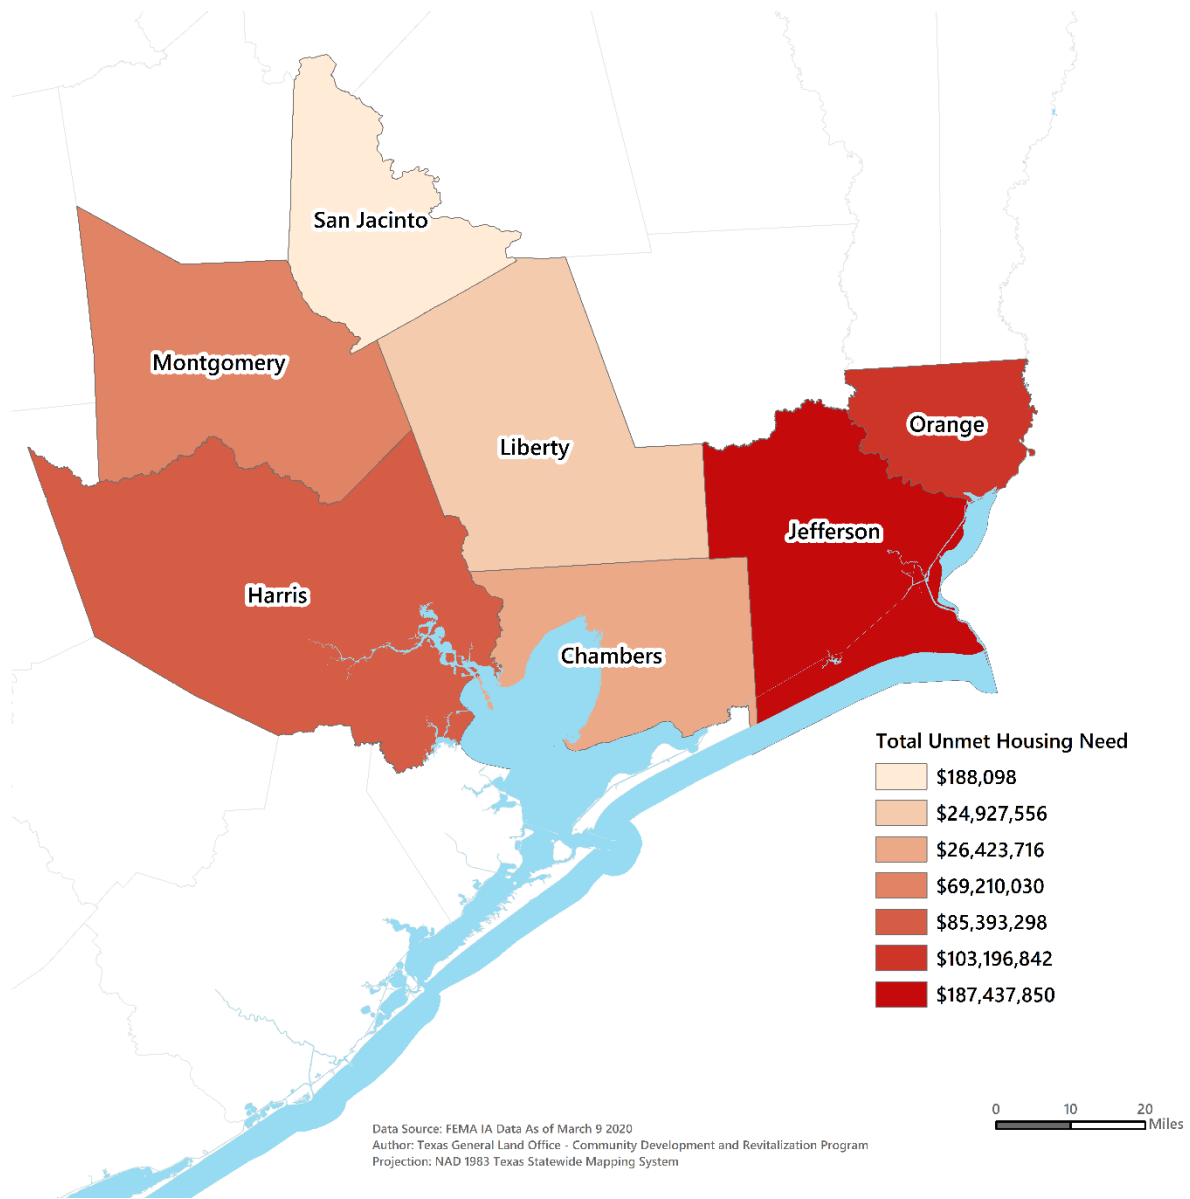 San Jacinto
Montgomery
Orange
Liberty
Jefferson
Harris
Chambers
Total Unmet Housing Need
$188,098
$24,927,556
$26,423,716
$69,210,030
$85,393,298
$103,196,842
$187,437,850
0 10 20
Miles
Data Source: FEMA IA Data As of March 9 2020
Author: Texas General Land Office - Community Development and Revitalization Program
Projection: NAD 1983 Texas Statewide Mapping System